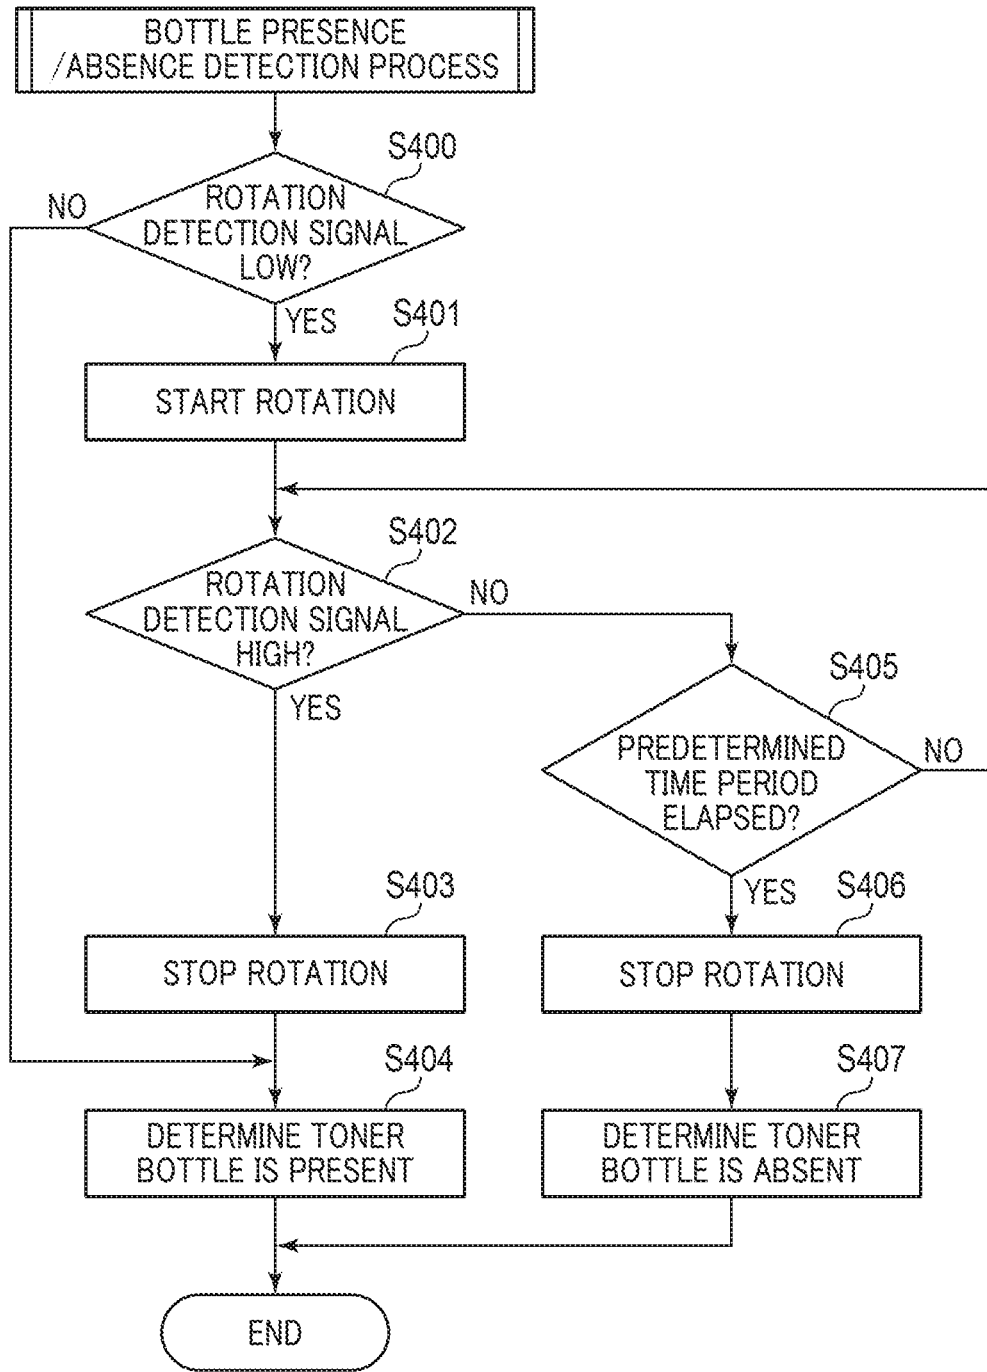 BOTTLE PRESENCE
/ABSENCE DETECTION PROCESS
S400
NO
ROTATION
DETECTION SIGNAL
LOW?
YES
S401
START ROTATION
S402
ROTATION
DETECTION SIGNAL
HIGH?
NO
YES
S405
PREDETERMINED
TIME PERIOD
ELAPSED?
NO
YES
S403
STOP ROTATION
S406
STOP ROTATION
S404
DETERMINE TONER
BOTTLE IS PRESENT
S407
DETERMINE TONER
BOTTLE IS ABSENT
END